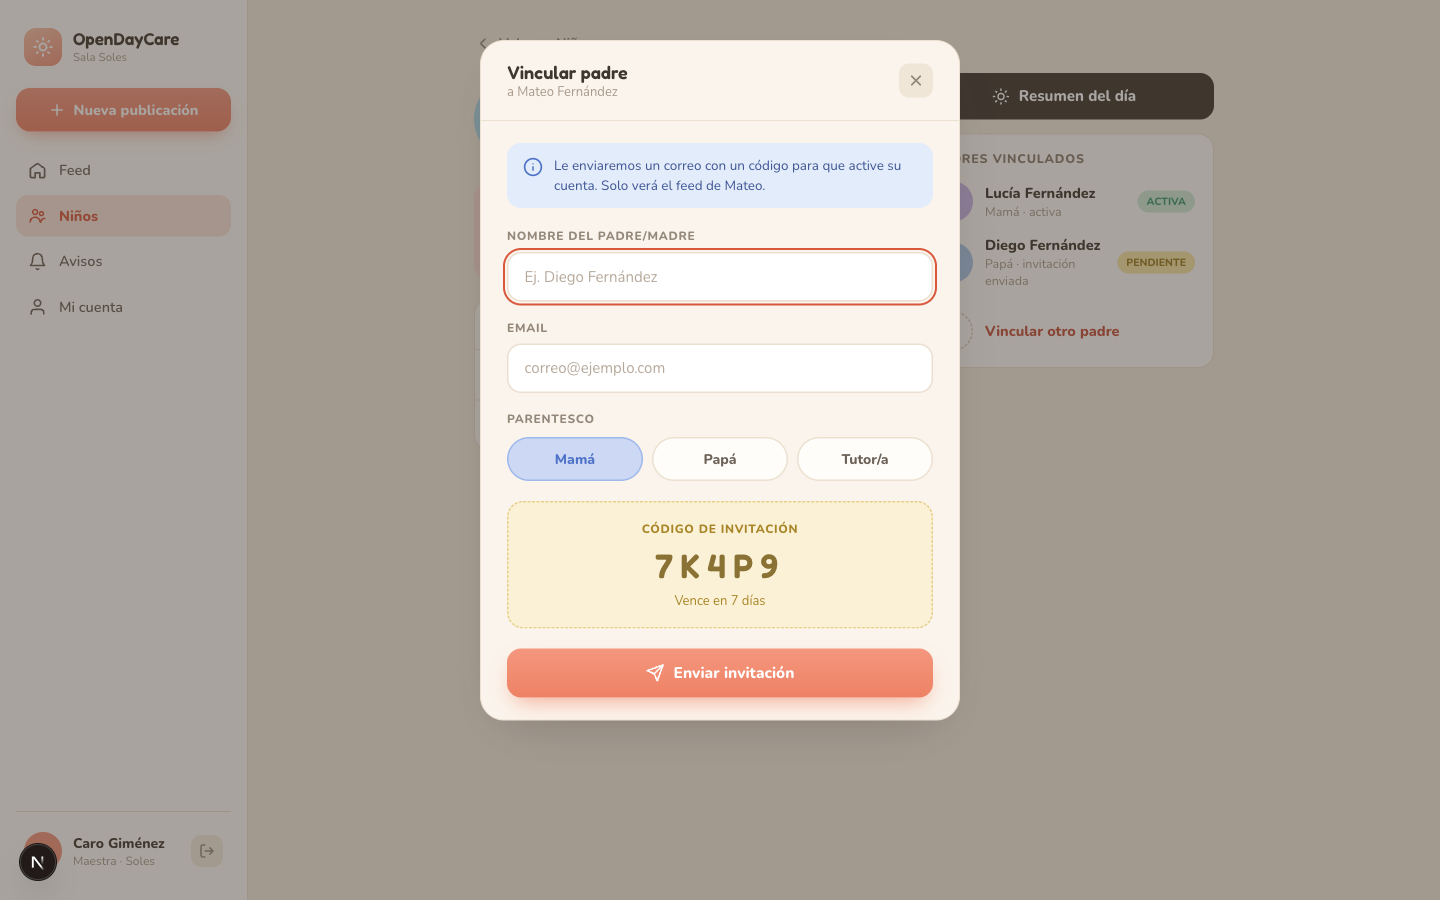 OpenDayCare
Sala Soles
Nueva publicación
Feed
Niños
Avisos
Mi cuenta
Caro Giménez
Maestra · Soles
N
Vincular padre
a Mateo Fernández
Le enviaremos un correo con un código para que active su
cuenta. Solo verá el feed de Mateo.
NOMBRE DEL PADRE/MADRE
Ej. Diego Fernández
EMAIL
correo@ejemplo.com
PARENTESCO
Mamá
Papá
Tutor/a
CÓDIGO DE INVITACIÓN
7K4P9
Vence en 7 días
Enviar invitación
Resumen del día
VINCULADOS
Lucía Fernández
Mamá · activa
ACTIVA
Diego Fernández
Papá · invitación
enviada
PENDIENTE
Vincular otro padre